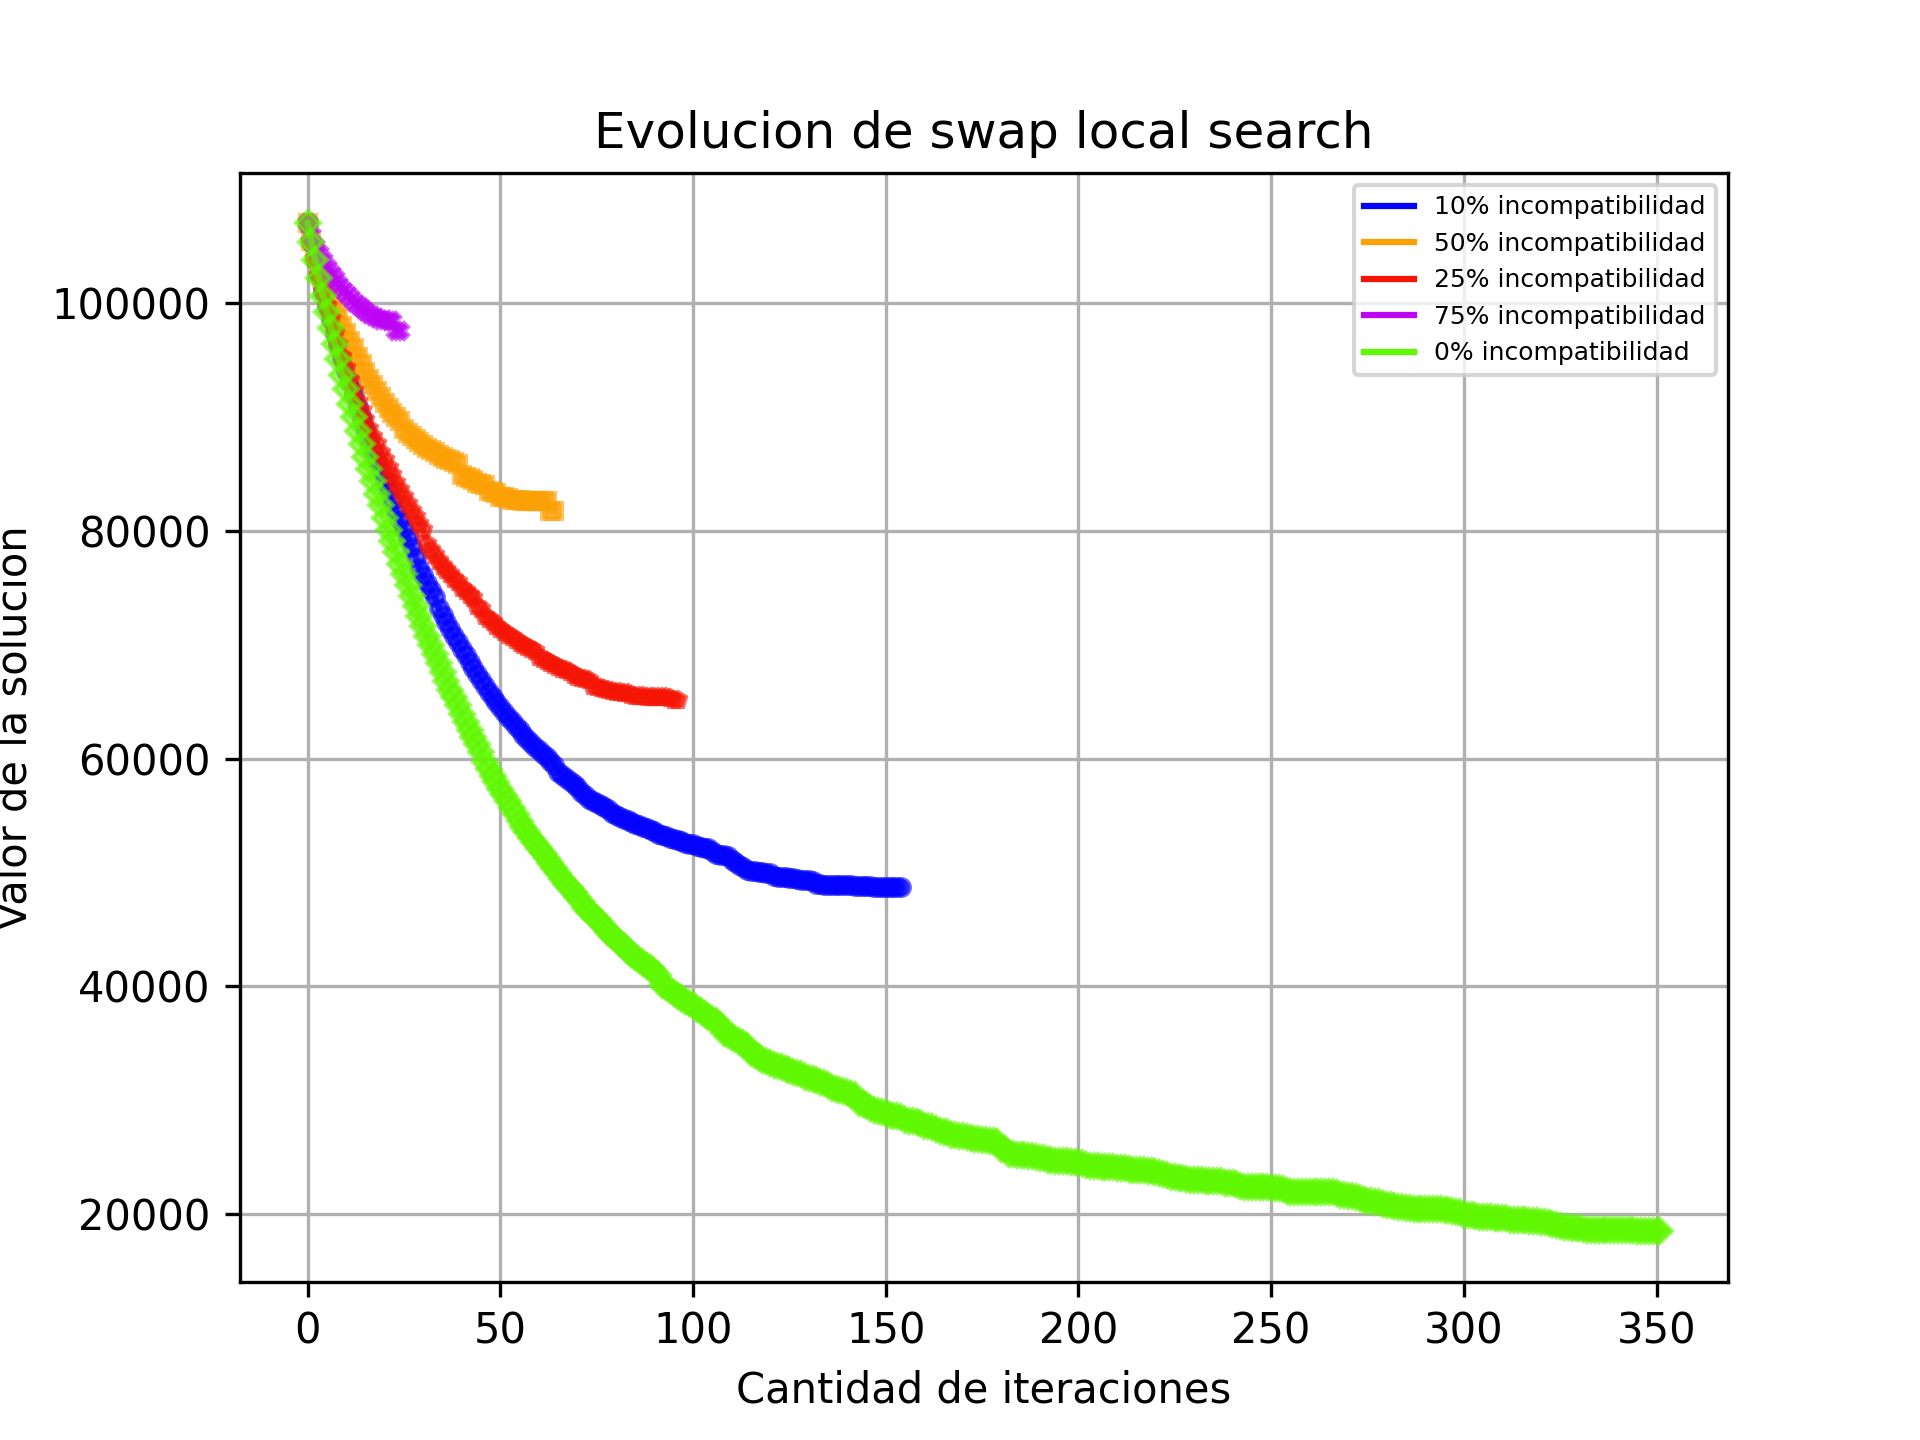 Evolucion de swap local search
10% incompatibilidad
50% incompatibilidad
25% incompatibilidad
75% incompatibilidad
0% incompatibilidad
Valor de la solucion
100000
80000
60000
40000
20000
0 50 100 150 200 250 300 350
Cantidad de iteraciones